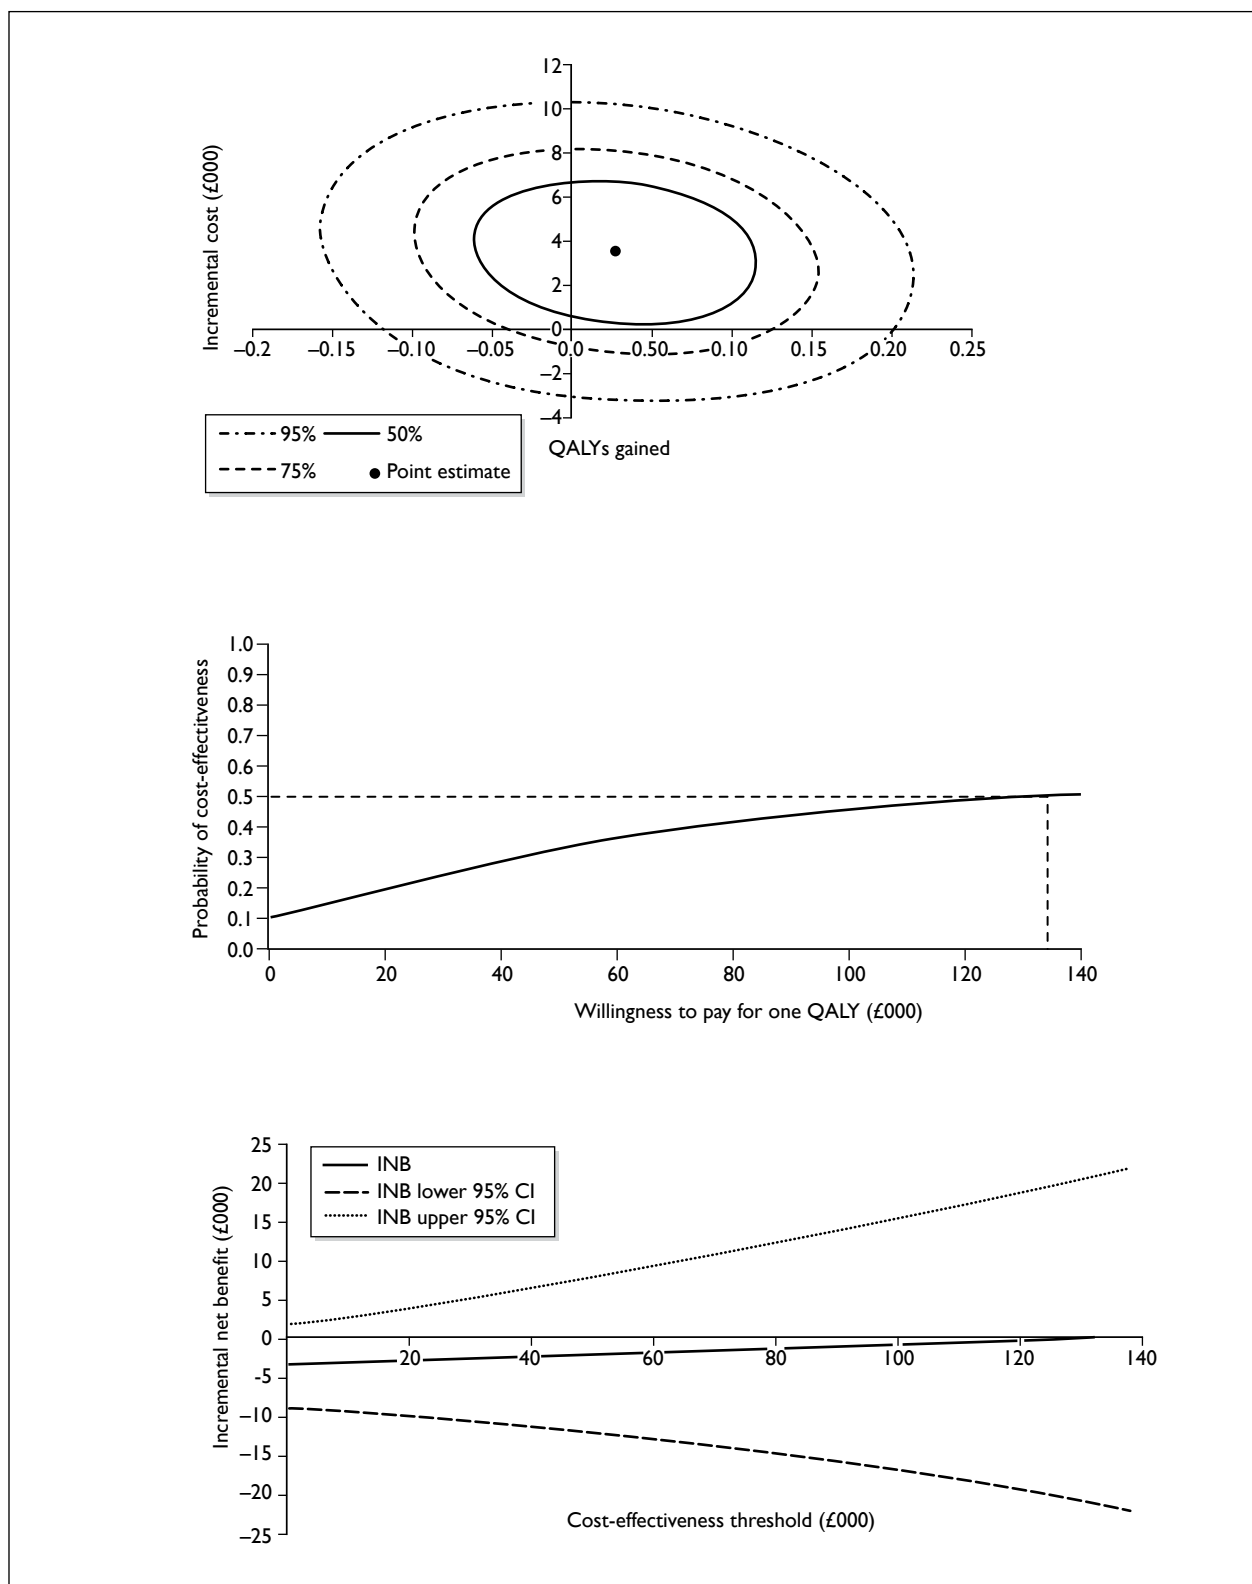 12
10
8
6
4
2
0
–2
–4
Incremental cost (£000)
–0.2 –0.15 –0.10 –0.05 0.0 0.50 0.10 0.15 0.20 0.25
QALYs gained
95% 50%
75% Point estimate
1.0
0.9
0.8
0.7
0.6
0.5
0.4
0.3
0.2
0.1
0.0
Probability of cost-effectitveness
0 20 40 60 80 100 120 140
Willingness to pay for one QALY (£000)
25
20
15
10
5
0
-5
–10
–15
–20
–25
Incremental net benefit (£000)
INB
INB lower 95% CI
INB upper 95% CI
20 40 60 80 100 120 140
Cost-effectiveness threshold (£000)